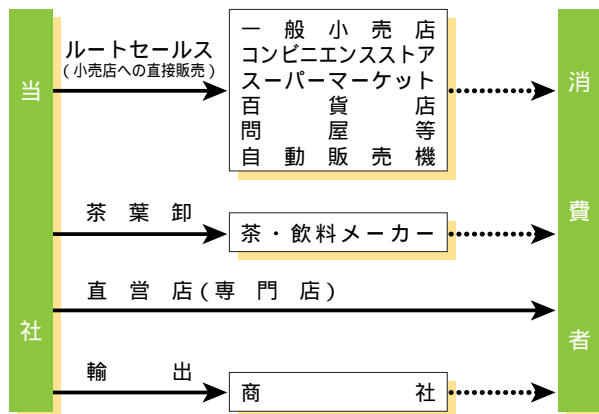 当社
ルートセールス
(小売店への直接販売)
一般小売店
コンビニエンスストア
スーパーマーケット
百貨店
問屋等
自動販売機
茶葉卸
茶・飲料メーカー
直営店(専門店)
輸出
商社
消費者